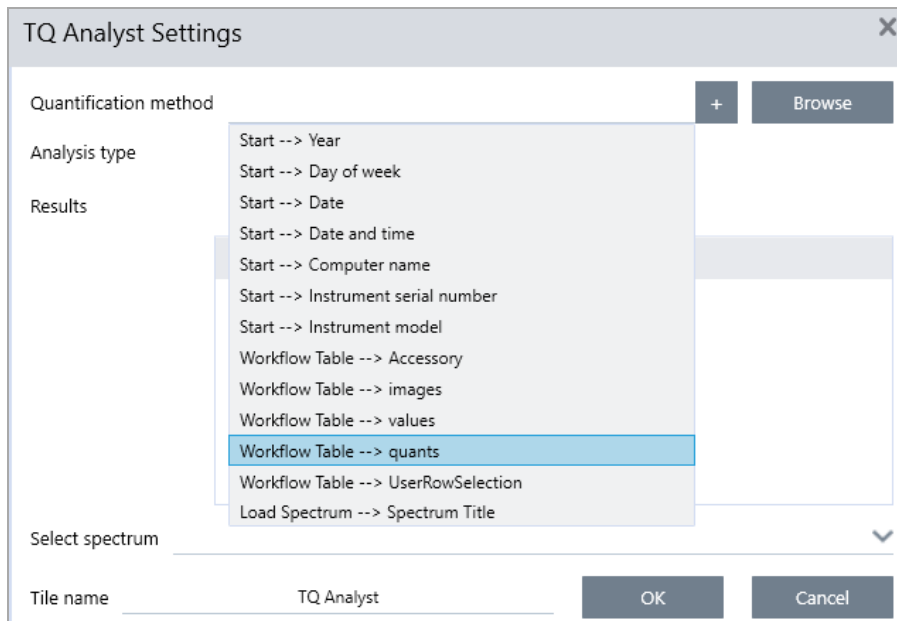 TQ Analyst Settings
Quantification method
+
Browse
Analysis type
Results
Start --> Year
Start --> Day of week
Start --> Date
Start --> Date and time
Start --> Computer name
Start --> Instrument serial number
Start --> Instrument model
Workflow Table --> Accessory
Workflow Table --> images
Workflow Table --> values
Workflow Table --> quants
Workflow Table --> UserRowSelection
Load Spectrum --> Spectrum Title
Select spectrum
Tile name
TQ Analyst
OK
Cancel